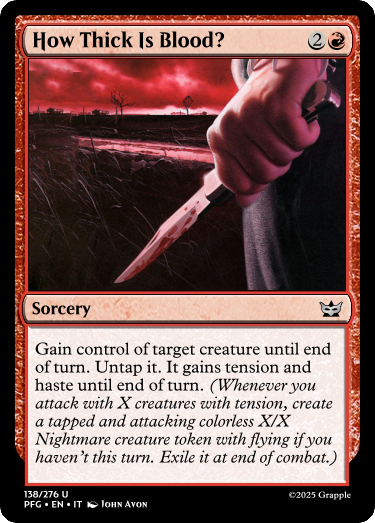 How Thick Is Blood? 2
Sorcery
Gain control of target creature until end
of turn. Untap it. It gains tension and
haste until end of turn. (Whenever you
attack with X creatures with tension, create
a tapped and attacking colorless X/X
Nightmare creature token with flying if you
haven't this turn. Exile it at end of combat.)
138/276 U
PFG • EN • IT John Avon
©2025 Grapple